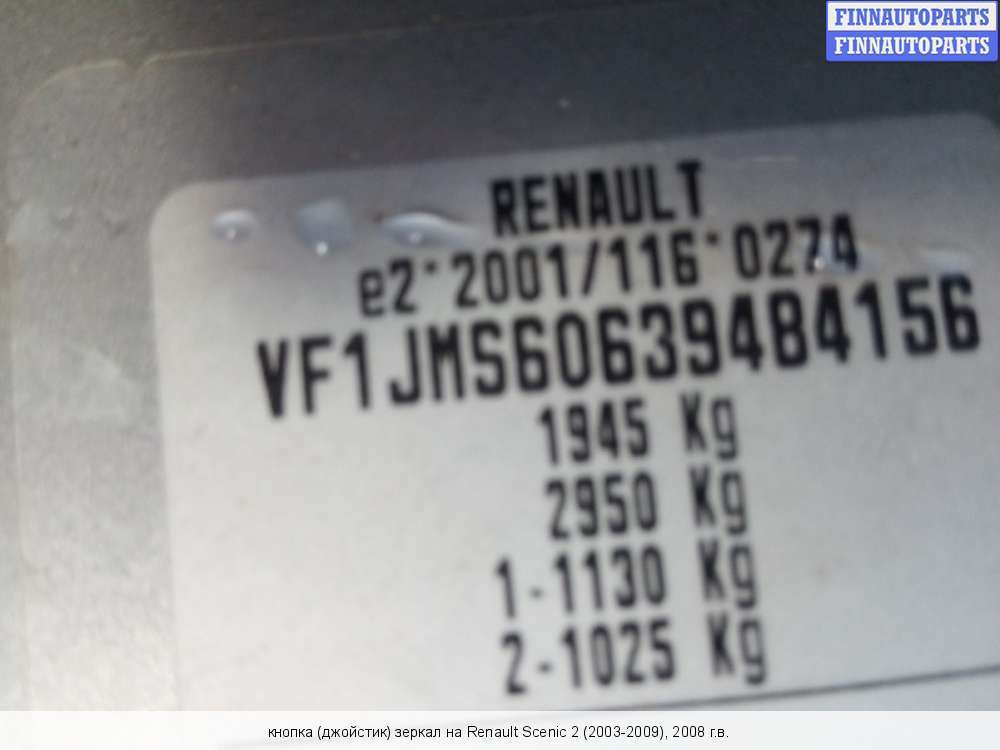 FINNAUTOPARTS
FINNAUTOPARTS
RENAULT
e2*2001/116*0274
VF1JMS60639484156
1945 Kg
2950 Kg
1-1130 Kg
2-1025 Kg
кнопка (джойстик) зеркал на Renault Scenic 2 (2003-2009), 2008 г.в.